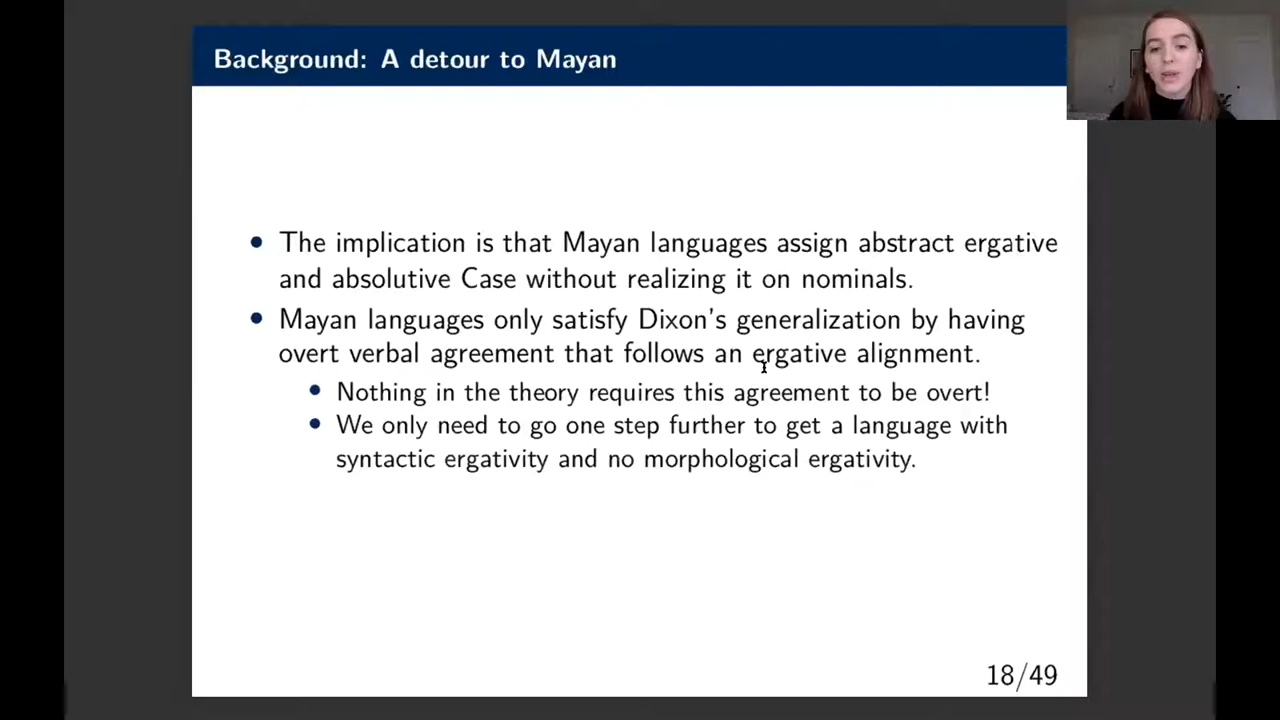 Background: A detour to Mayan
• The implication is that Mayan languages assign abstract ergative
and absolutive Case without realizing it on nominals.
• Mayan languages only satisfy Dixon's generalization by having
overt verbal agreement that follows an ergative alignment.
• Nothing in the theory requires this agreement to be overt!
• We only need to go one step further to get a language with
syntactic ergativity and no morphological ergativity.
18/49